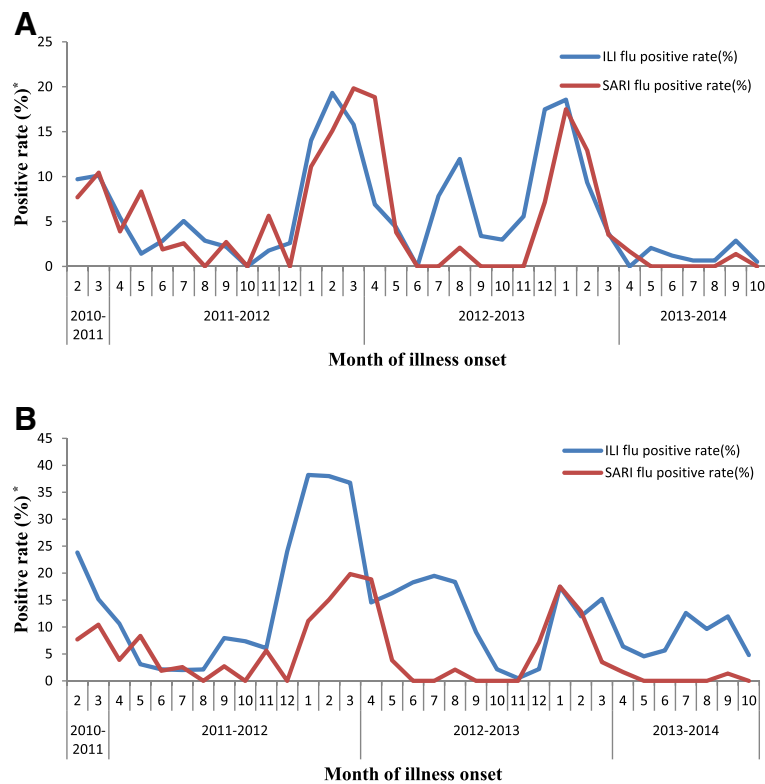 A
25
20
15
10
5
0
Positive rate (%)*
ILI flu positive rate(%)
SARI flu positive rate(%)
2 3 4 5 6 7 8 9 10 11 12 1 2 3 4 5 6 7 8 9 10 11 12 1 2 3 4 5 6 7 8 9 10
2010-
2011
2011-2012
2012-2013
2013-2014
Month of illness onset
B
45
40
35
30
25
20
15
10
5
0
Positive rate (%) *
ILI flu positive rate(%)
SARI flu positive rate(%)
2 3 4 5 6 7 8 9 10 11 12 1 2 3 4 5 6 7 8 9 10 11 12 1 2 3 4 5 6 7 8 9 10
2010-
2011
2011-2012
2012-2013
2013-2014
Month of illness onset